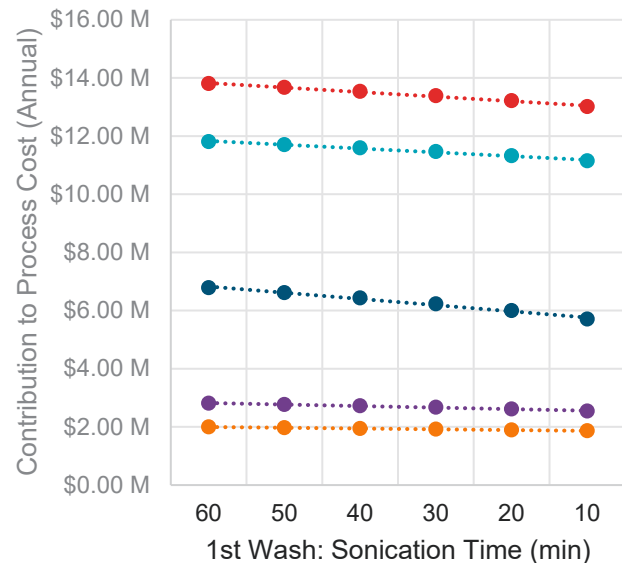 Contribution to Process Cost (Annual)
$16.00 M
$14.00 M
$12.00 M
$10.00 M
$8.00 M
$6.00 M
$4.00 M
$2.00 M
$0.00 M
60 50 40 30 20 10
1st Wash: Sonication Time (min)